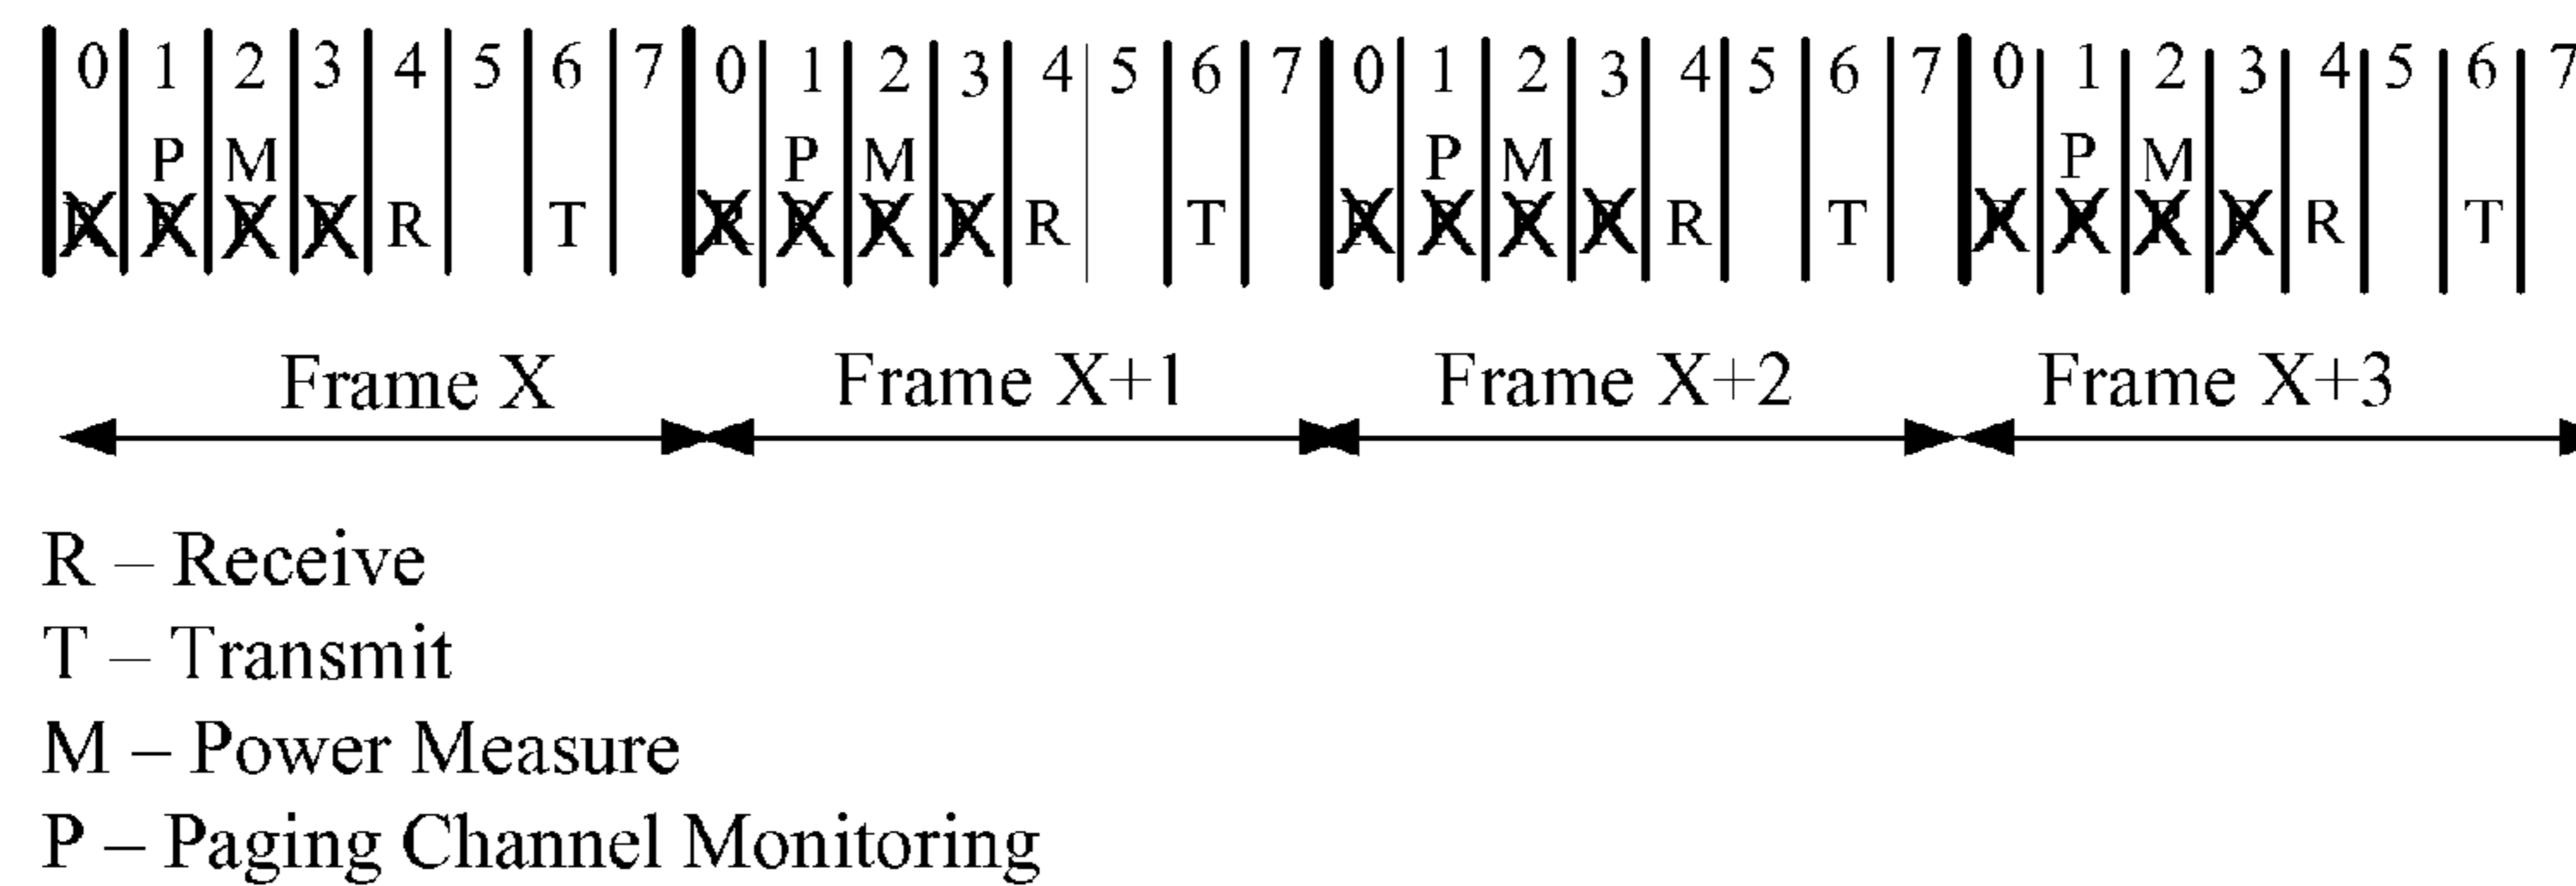 0 1 2 3 4 5 6 7 0 1 2 3 4 5 6 7 0 1 2 3 4 5 6 7 0 1 2 3 4 5 6 7
P M P M P M P M
R T R T R T R T
Frame X Frame X+1 Frame X+2 Frame X+3
R – Receive
T – Transmit
M – Power Measure
P – Paging Channel Monitoring